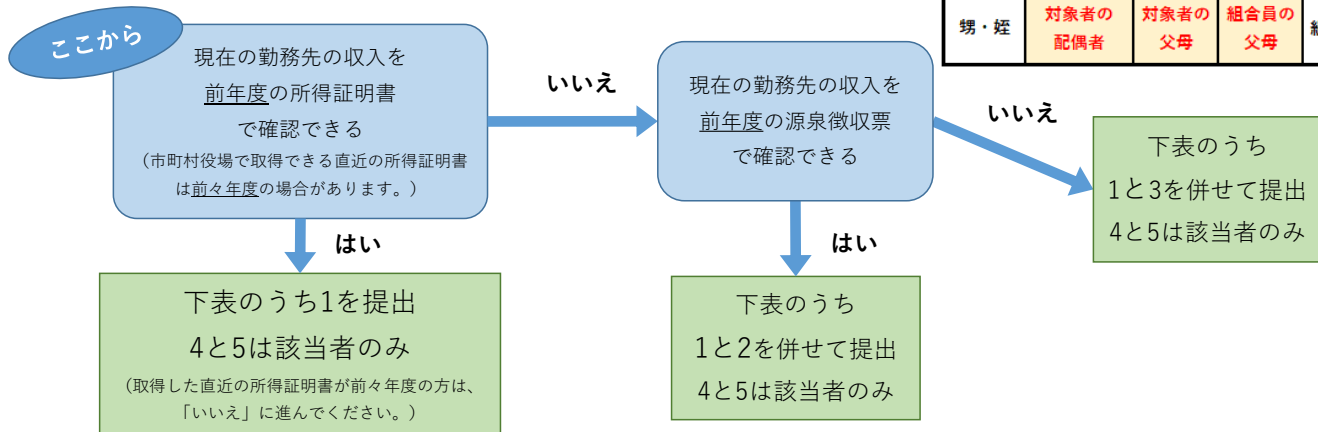 ここから
現在の勤務先の収入を
前年度の所得証明書
で確認できる
(市町村役場で取得できる直近の所得証明書
は前々年度の場合があります。)
いいえ
現在の勤務先の収入を
前年度の源泉徴収票
で確認できる
いいえ
甥・姪
対象者の
配偶者
対象者の
父母
組合員の
父母
下表のうち
1と3を併せて提出
4と5は該当者のみ
はい
下表のうち1を提出
4と5は該当者のみ
(取得した直近の所得証明書が前々年度の方は、
「いいえ」に進んでください。)
はい
下表のうち
1と2を併せて提出
4と5は該当者のみ